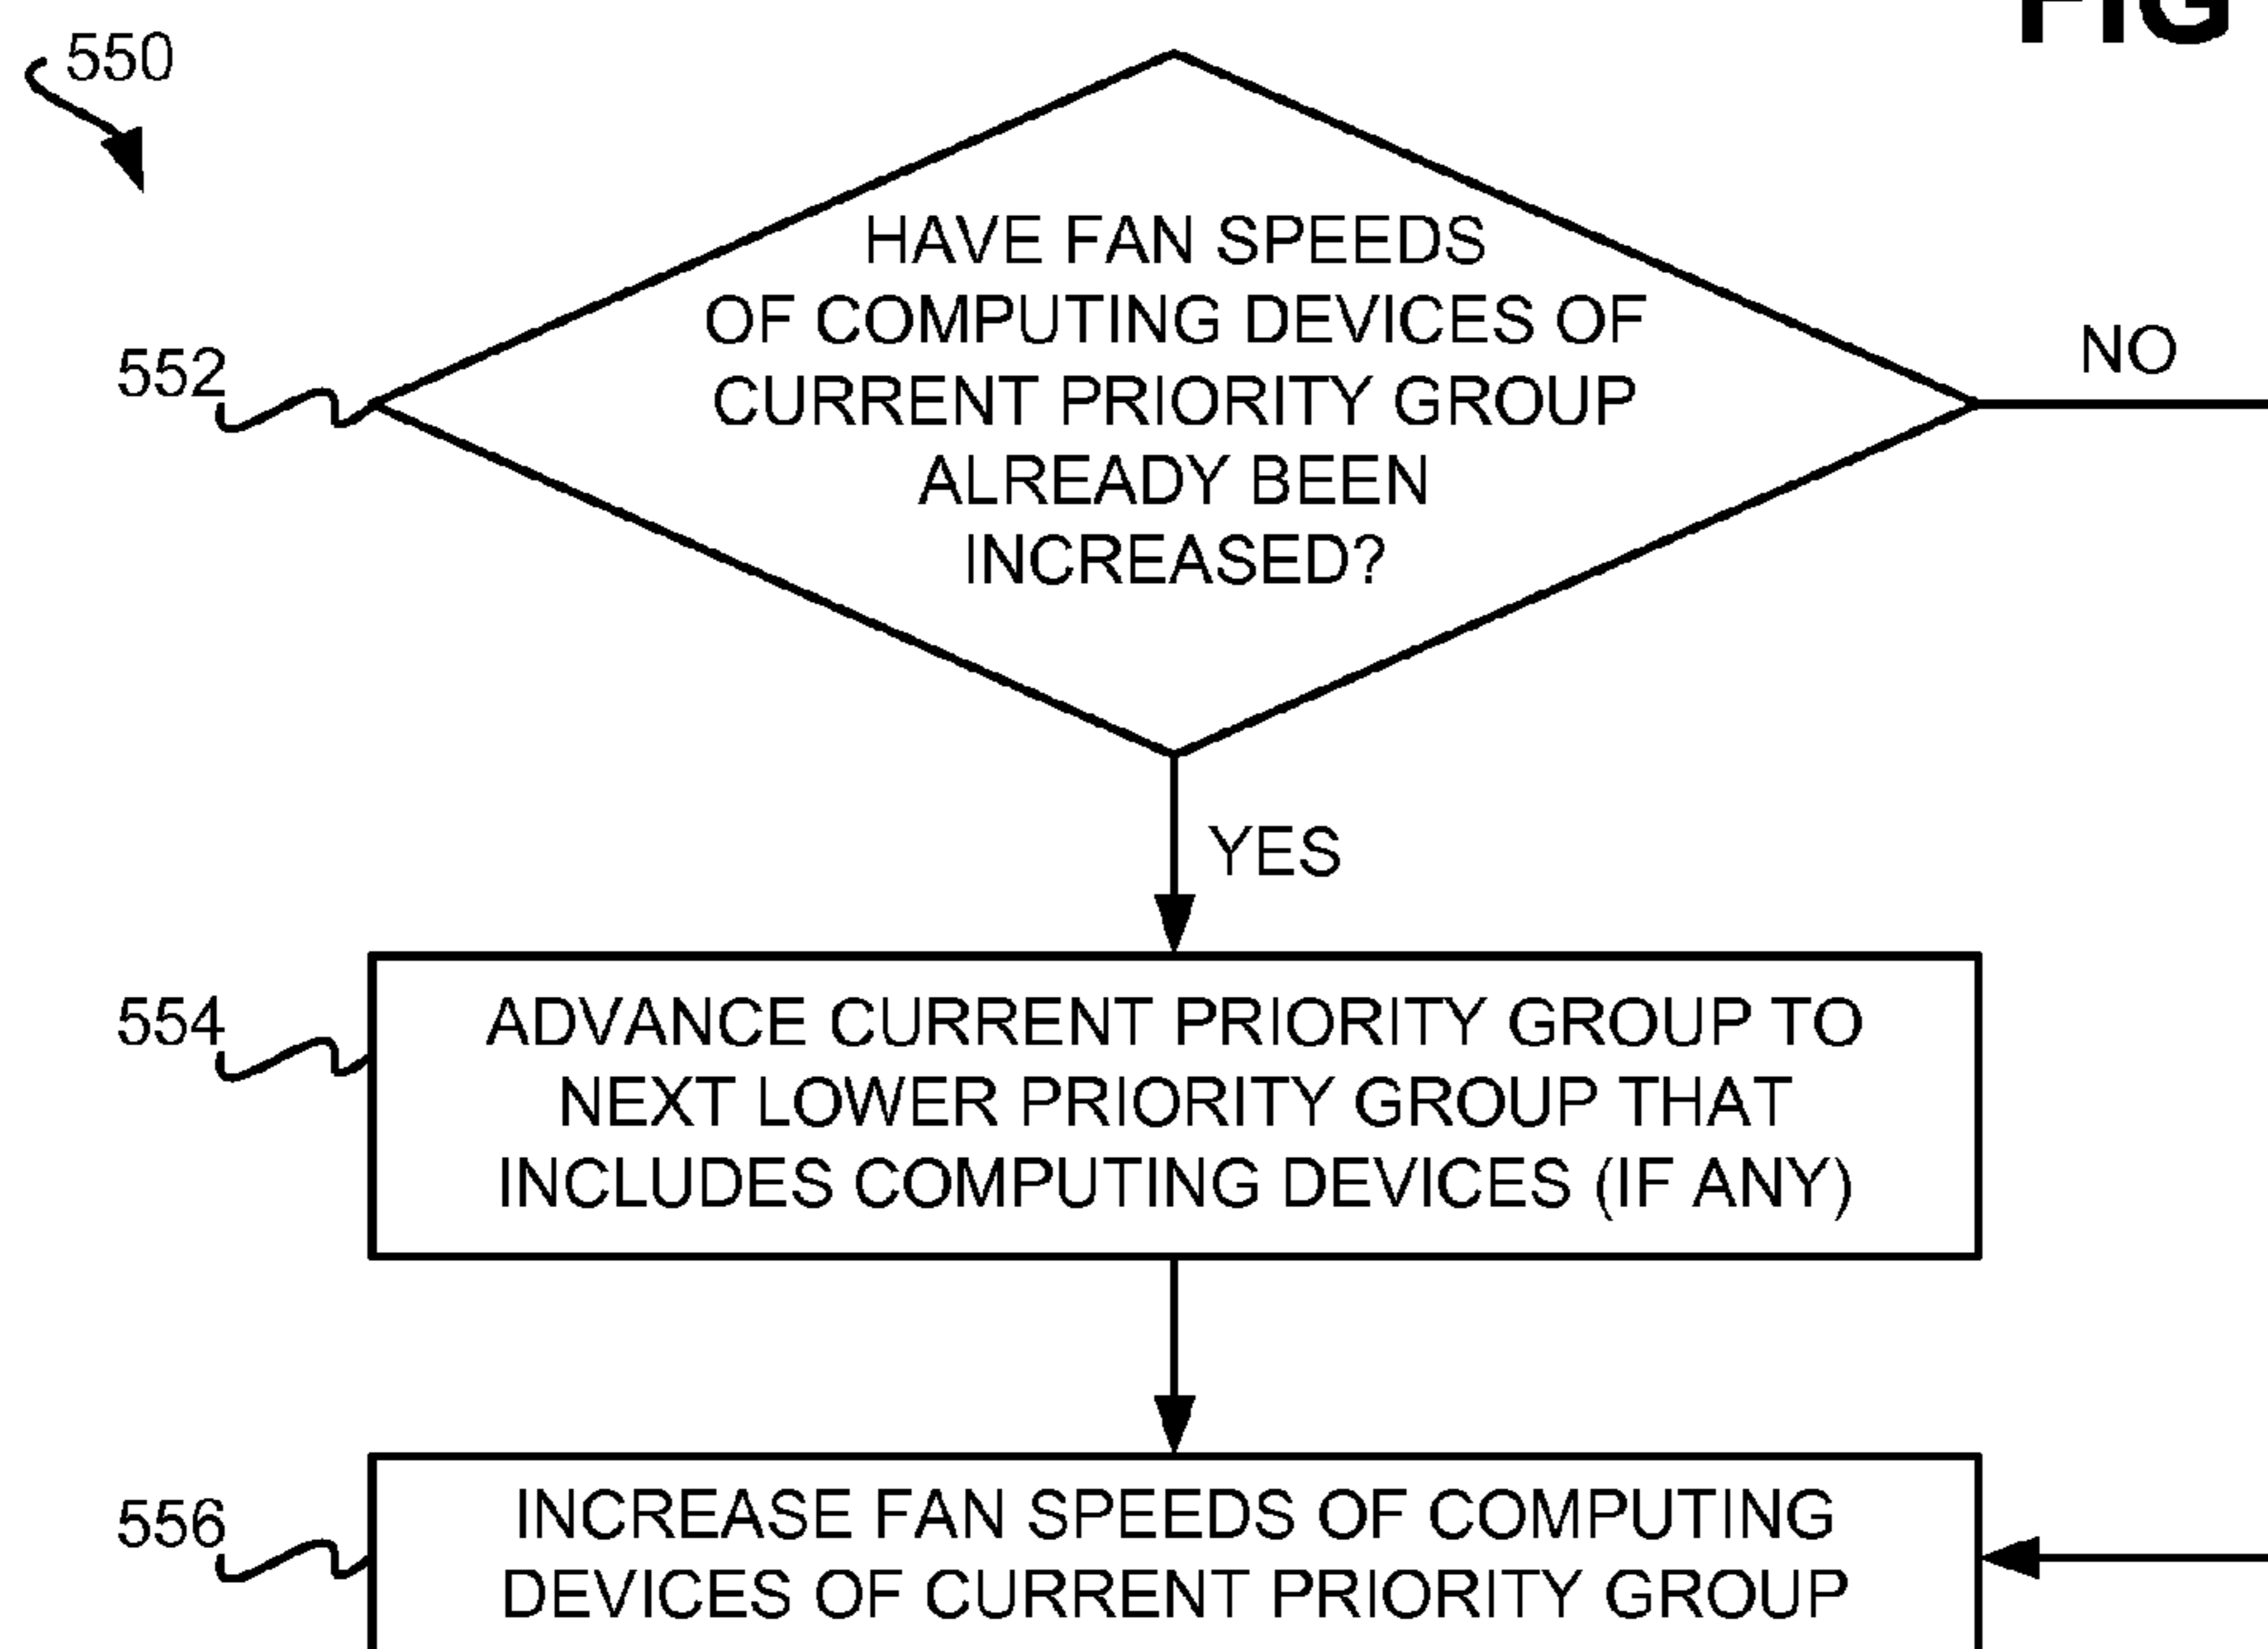 FIG
550
HAVE FAN SPEEDS
OF COMPUTING DEVICES OF
CURRENT PRIORITY GROUP
ALREADY BEEN
INCREASED?
552
NO
YES
554
ADVANCE CURRENT PRIORITY GROUP TO
NEXT LOWER PRIORITY GROUP THAT
INCLUDES COMPUTING DEVICES (IF ANY)
556
INCREASE FAN SPEEDS OF COMPUTING
DEVICES OF CURRENT PRIORITY GROUP